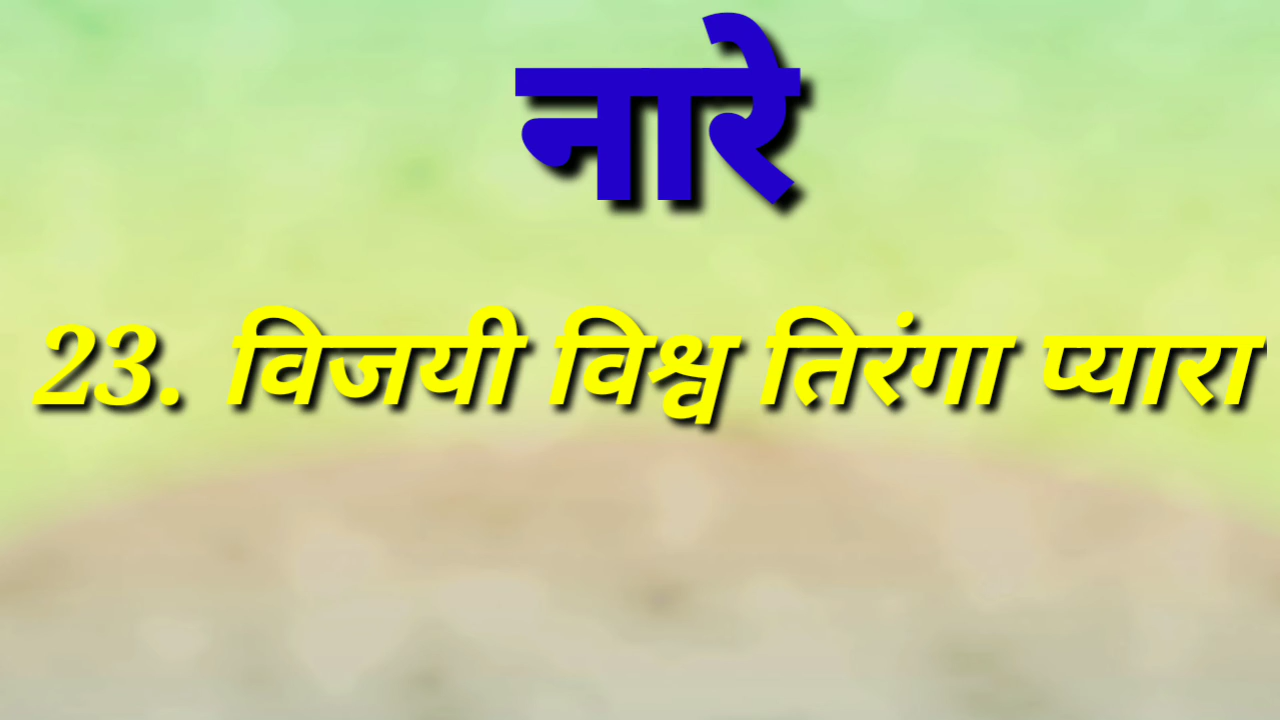 नारे
23. विजयी विश्व तिरंगा प्यारा